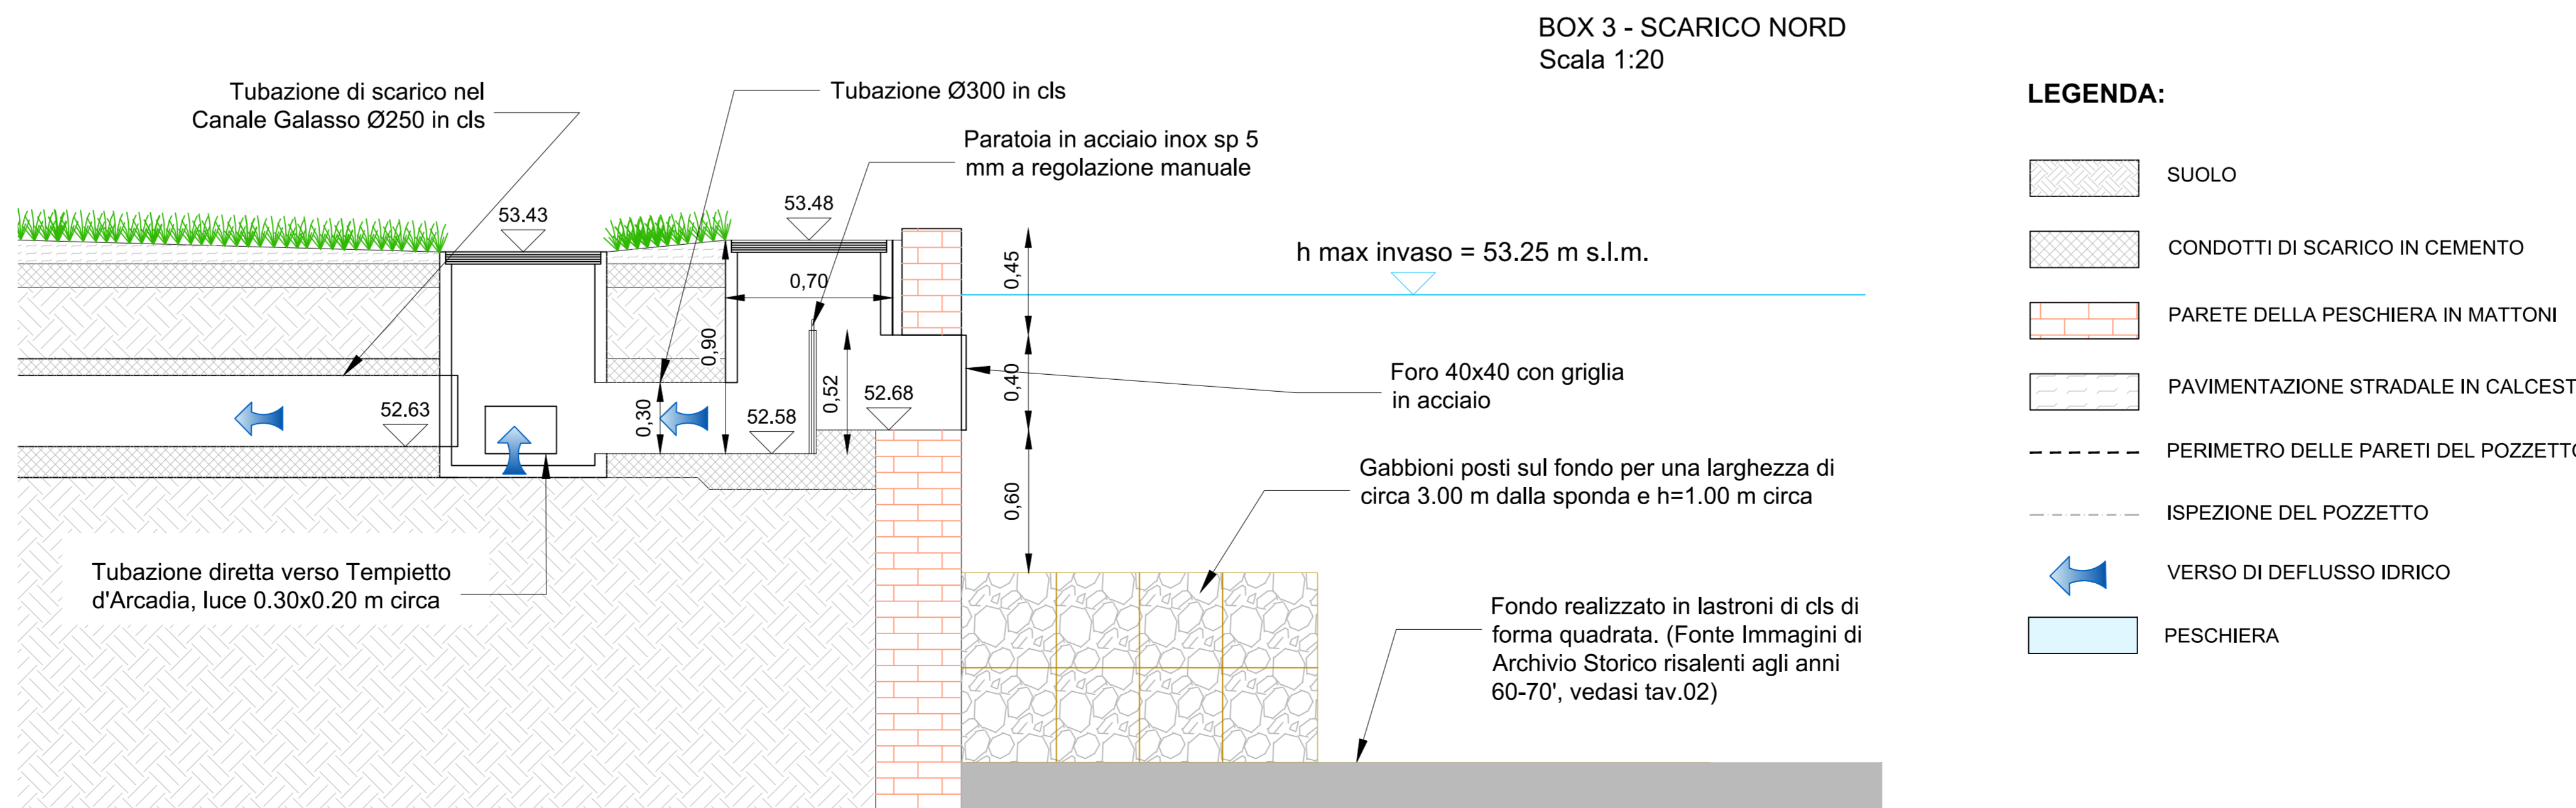 BOX 3 - SCARICO NORD
Scala 1:20
Tubazione di scarico nel
Canale Galasso Ø250 in cls
Tubazione Ø300 in cls
Paratoia in acciaio inox sp 5
mm a regolazione manuale
53.43
53.48
h max invaso = 53.25 m s.l.m.
0,45
0,70
0,90
0,40
0,52
0,30
52.63
52.58
52.68
Foro 40x40 con griglia
in acciaio
0,60
Gabbioni posti sul fondo per una larghezza di
circa 3.00 m dalla sponda e h=1.00 m circa
Tubazione diretta verso Tempietto
d'Arcadia, luce 0.30x0.20 m circa
Fondo realizzato in lastroni di cls di
forma quadrata. (Fonte Immagini di
Archivio Storico risalenti agli anni
60-70', vedasi tav.02)
LEGENDA:
SUOLO
CONDOTTI DI SCARICO IN CEMENTO
PARETE DELLA PESCHIERA IN MATTONI
PAVIMENTAZIONE STRADALE IN CALCEST
PERIMETRO DELLE PARETI DEL POZZETTO
ISPEZIONE DEL POZZETTO
VERSO DI DEFLUSSO IDRICO
PESCHIERA